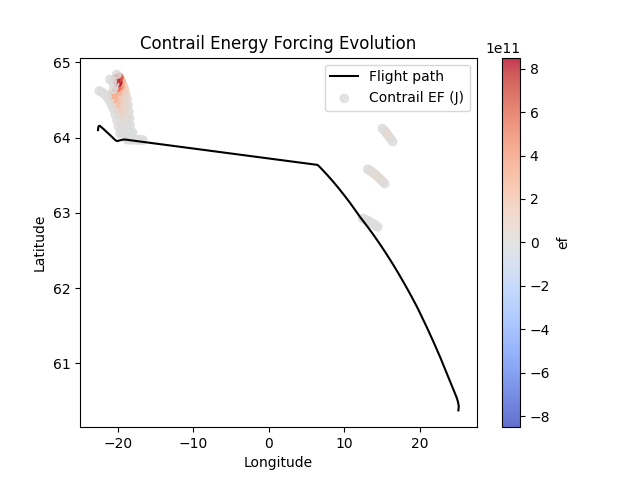 Contrail Energy Forcing Evolution
1e11
65
64
63
62
61
Latitude
Flight path
Contrail EF (J)
−20
−10
0
10
20
Longitude
8
6
4
2
0
−2
−4
−6
−8
ef